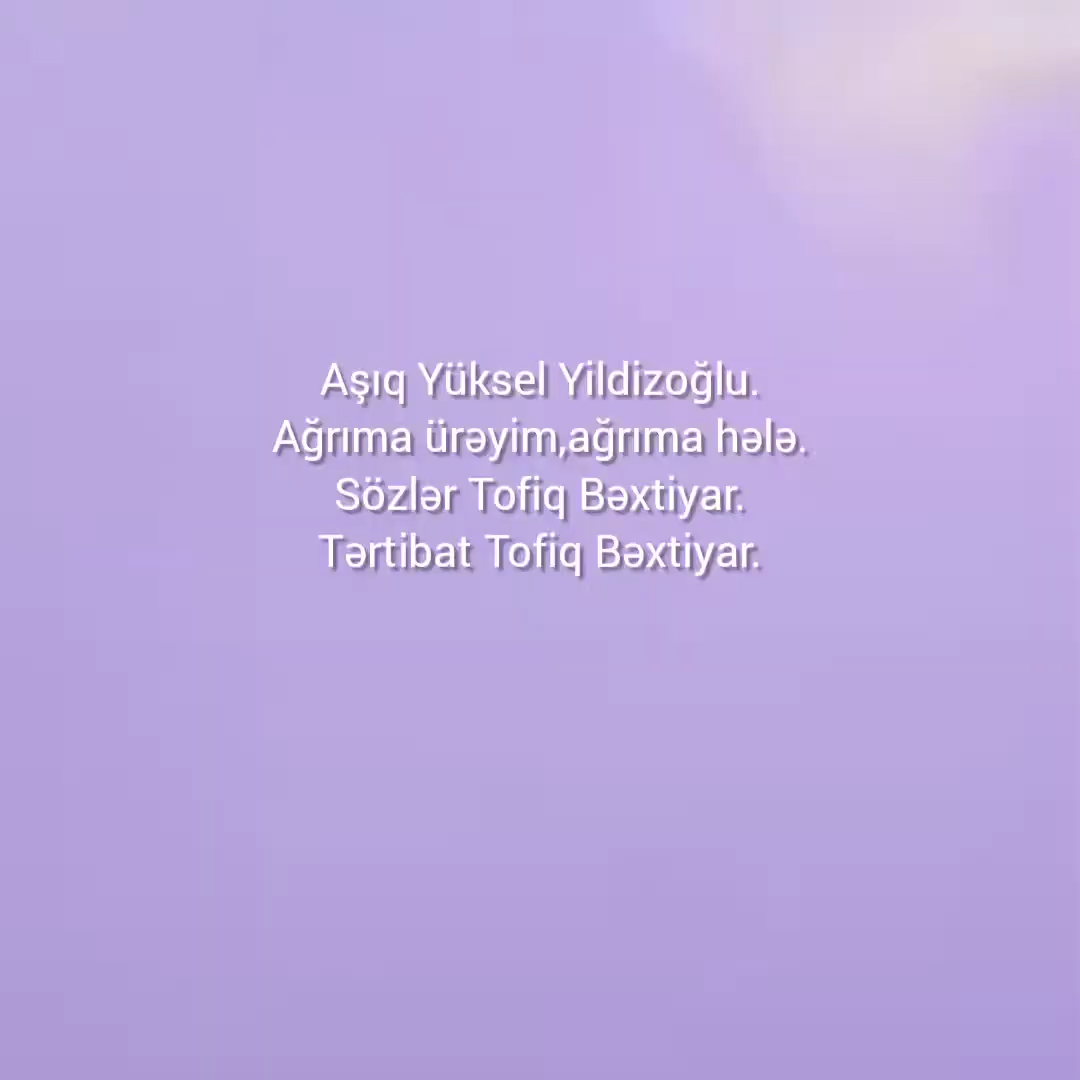 Aşıq Yüksel Yildizoğlu.
Ağrıma ürəyim,ağrıma hələ.
Sözlər Tofiq Bəxtiyar.
Tərtibat Tofiq Bəxtiyar.